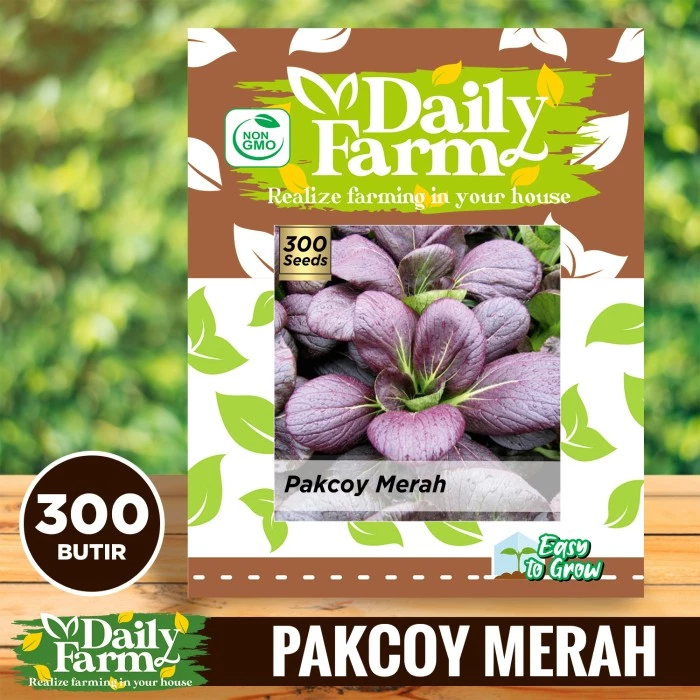 Daily
Farm
NON
GMO
Realize farming in your house
300
Seeds
Pakcoy Merah
Easy
to Grow
300
BUTIR
Daily
Farm
Realize farming in your house
PAKCOY MERAH